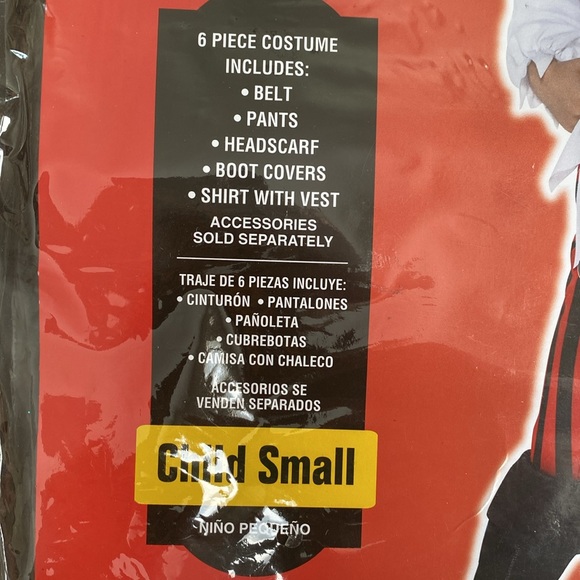 6 PIECE COSTUME
INCLUDES:
• BELT
• PANTS
• HEADSCARF
• BOOT COVERS
• SHIRT WITH VEST
ACCESSORIES
SOLD SEPARATELY
TRAJE DE 6 PIEZAS INCLUYE:
• CINTURÓN • PANTALONES
• PAÑOLETA
• CUBREBOTAS
• CAMISA CON CHALECO
ACCESORIOS SE
VENDEN SEPARADOS
Child Small
NIÑO PEQUEÑO